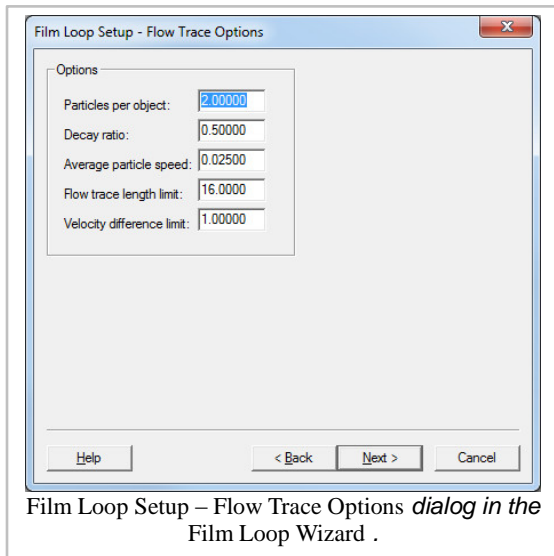 Film Loop Setup - Flow Trace Options
Options
Particles per object: 2.00000
Decay ratio: 0.50000
Average particle speed: 0.02500
Flow trace length limit: 16.0000
Velocity difference limit: 1.00000
Help < Back Next > Cancel
Film Loop Setup – Flow Trace Options dialog in the
Film Loop Wizard .